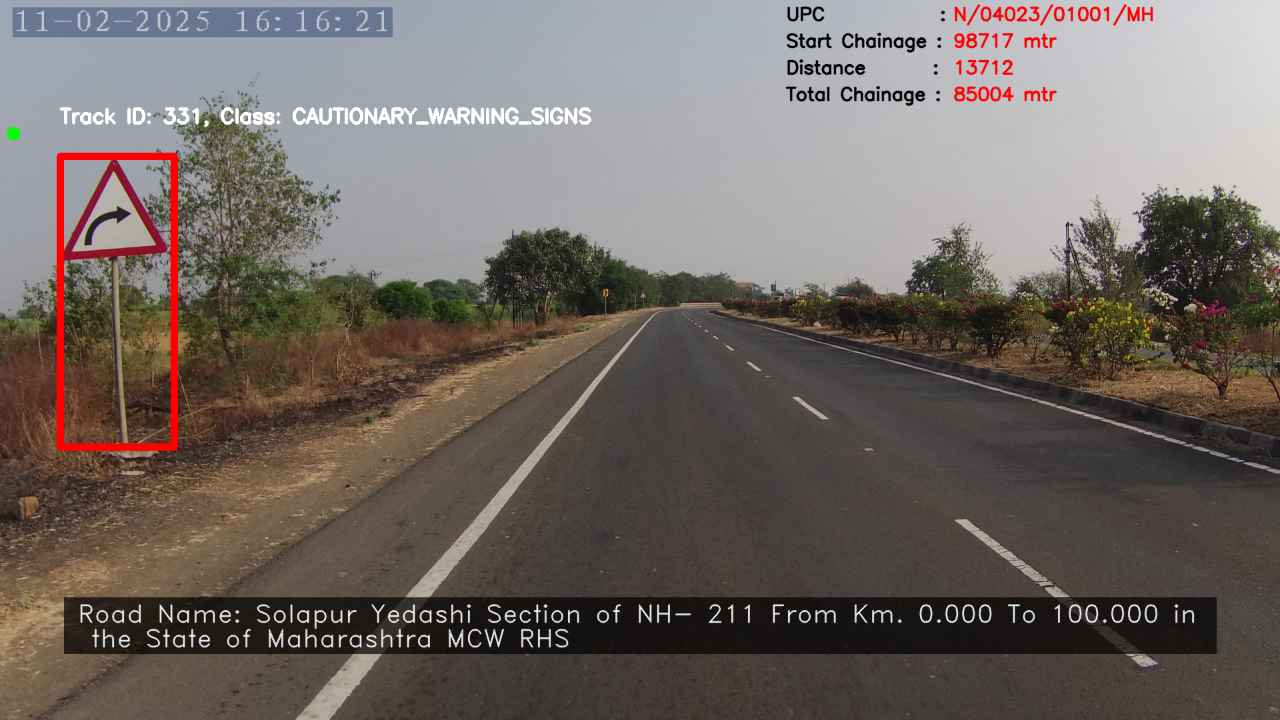 11-02-2025 16:16:21
UPC : N/04023/01001/MH
Start Chainage : 98717 mtr
Distance : 13712
Total Chainage : 85004 mtr
Track ID: 331, Class: CAUTIONARY_WARNING_SIGNS
Road Name: Solapur Yedashi Section of NH- 211 From Km. 0.000 To 100.000 in
the State of Maharashtra MCW RHS